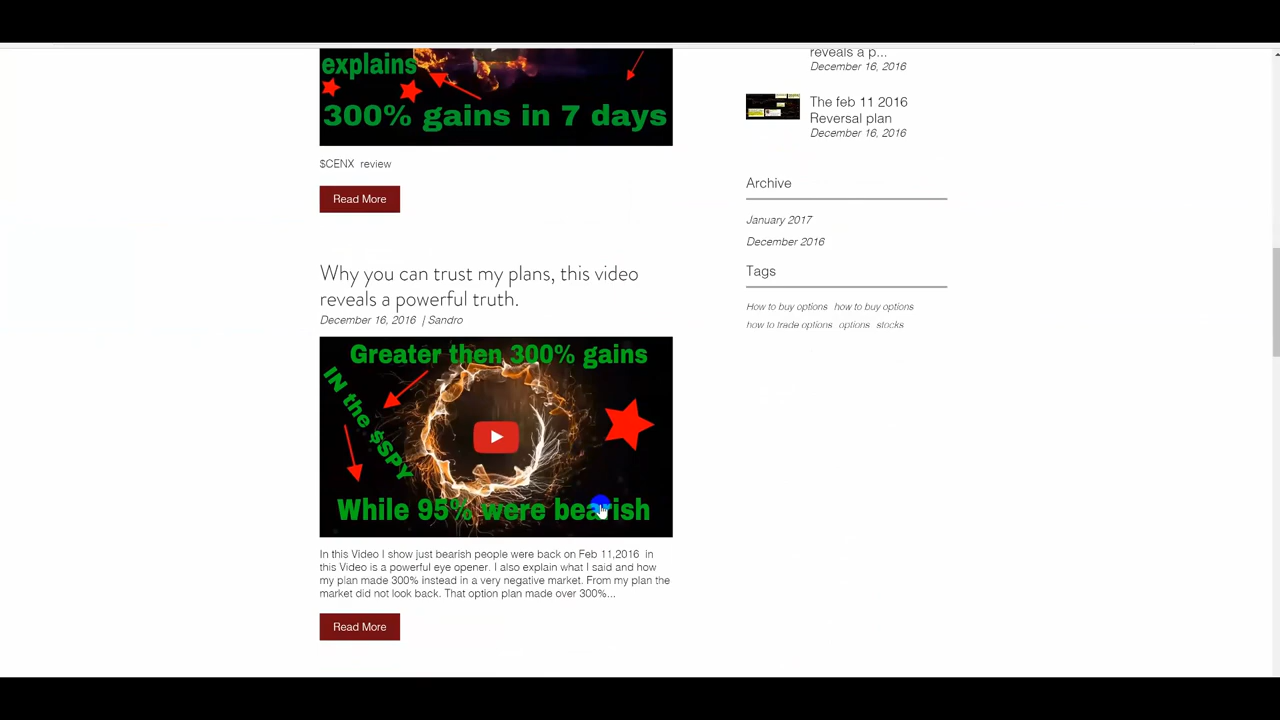 explains
300% gains in 7 days
$CENX review
Read More
Why you can trust my plans, this video
reveals a powerful truth.
December 16, 2016 | Sandro
Greater then 300% gains
IN the $SPY
While 95% were bearish
In this Video I show just bearish people were back on Feb 11,2016 in
this Video is a powerful eye opener. I also explain what I said and how
my plan made 300% instead in a very negative market. From my plan the
market did not look back. That option plan made over 300%...
Read More
reveals a p...
December 16, 2016
The feb 11 2016
Reversal plan
December 16, 2016
Archive
January 2017
December 2016
Tags
How to buy options how to buy options
how to trade options options stocks